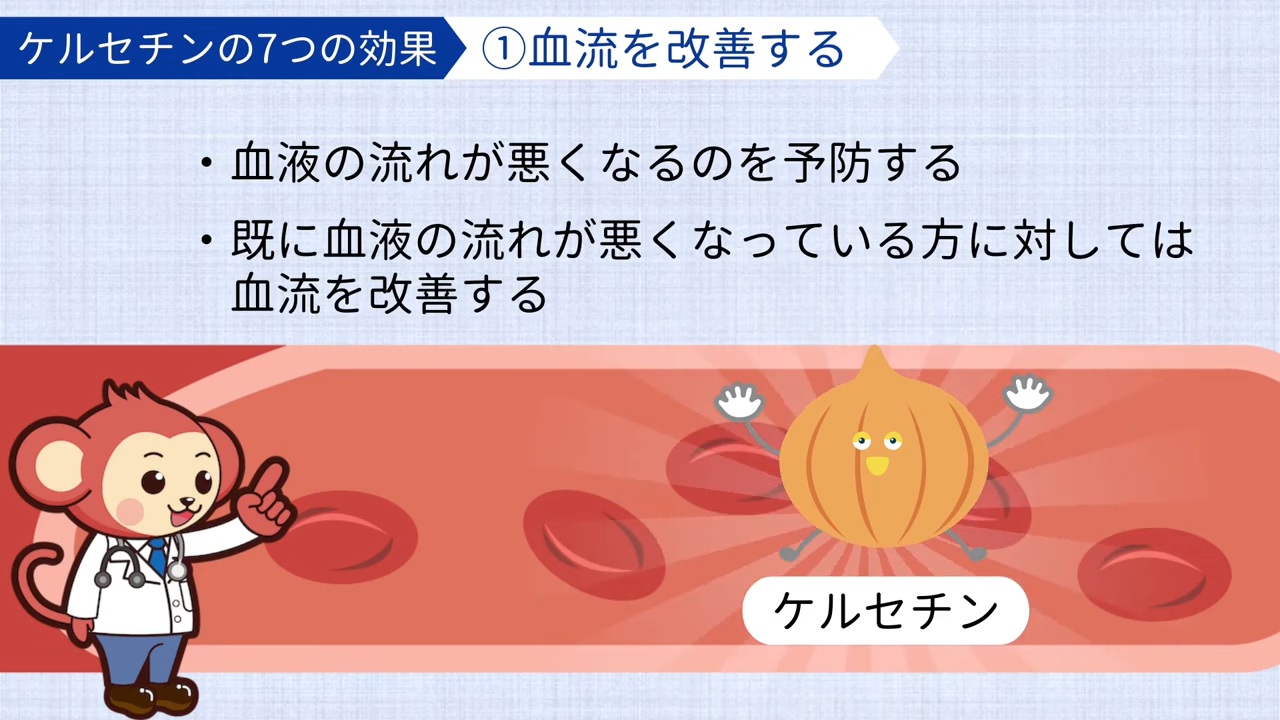 ケルセチンの7つの効果
①血流を改善する
・血液の流れが悪くなるのを予防する
・既に血液の流れが悪くなっている方に対しては
血流を改善する
ケルセチン